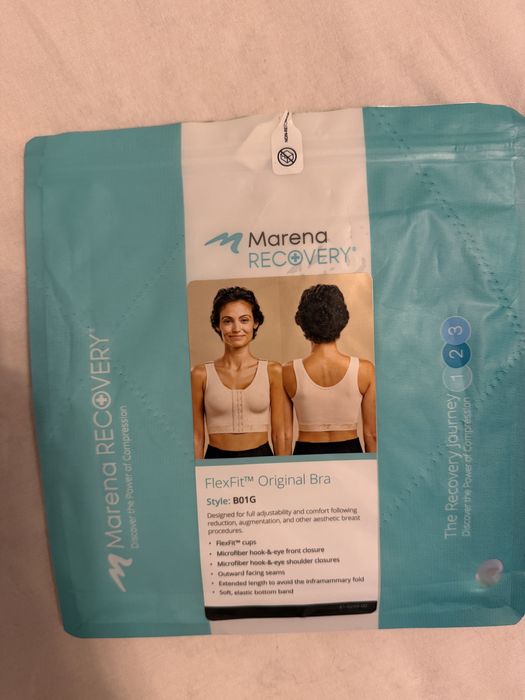 Marena
RECOVERY®
FlexFit™ Original Bra
Style: B01G
Designed for full adjustability and comfort following
reduction, augmentation, and other aesthetic breast
procedures.
• FlexFit™ cups
• Microfiber hook-&-eye front closure
• Microfiber hook-&-eye shoulder closures
• Outward facing seams
• Extended length to avoid the inframammary fold
• Soft, elastic bottom band
Marena RECOVERY®
Discover the Power of Compression
The Recovery Journey 1 2 3
Discover the Power of Compression